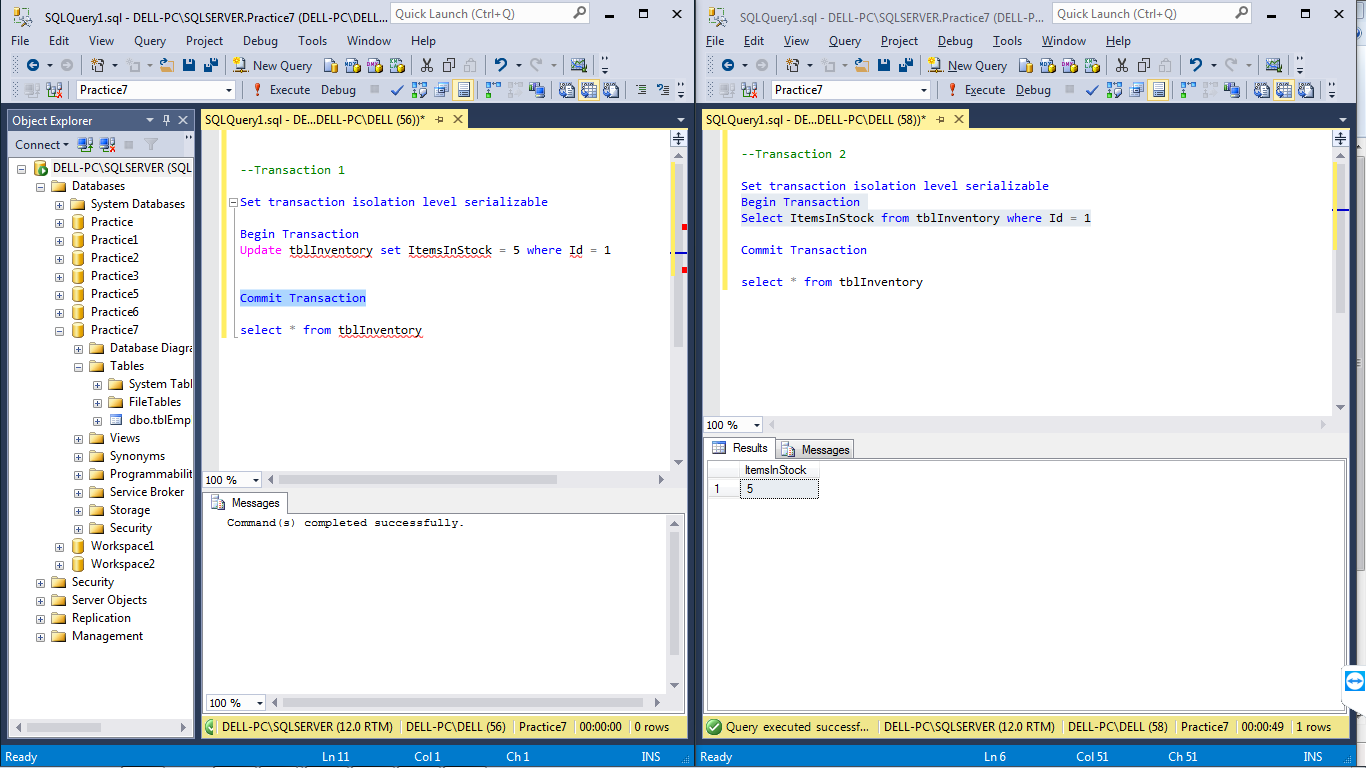 SQLQuery1.sql - DELL-PC\SQLSERVER.Practice7 (DELL-PC\DELL...
Quick Launch (Ctrl+Q)
File Edit View Query Project Debug Tools Window Help
New Query
Practice7
Execute Debug
Object Explorer
Connect
DELL-PC\SQLSERVER (SQL
Databases
System Databases
Practice
Practice1
Practice2
Practice3
Practice5
Practice6
Practice7
Database Diagra
Tables
System Tabl
FileTables
dbo.tblEmp
Views
Synonyms
Programmabilit
Service Broker
Storage
Security
Workspace1
Workspace2
Security
Server Objects
Replication
Management
SQLQuery1.sql - DE...DELL-PC\DELL (56))*
--Transaction 1
Set transaction isolation level serializable
Begin Transaction
Update tblInventory set ItemsInStock = 5 where Id = 1
Commit Transaction
select * from tblInventory
100 %
Messages
Command(s) completed successfully.
100 %
DELL-PC\SQLSERVER (12.0 RTM) DELL-PC\DELL (56) Practice7 00:00:00 0 rows
Ready Ln 11 Col 1 Ch 1 INS
SQLQuery1.sql - DELL-PC\SQLSERVER.Practice7 (DELL-P...
Quick Launch (Ctrl+Q)
File Edit View Query Project Debug Tools Window Help
New Query
Practice7
Execute Debug
SQLQuery1.sql - DE...DELL-PC\DELL (58))*
--Transaction 2
Set transaction isolation level serializable
Begin Transaction
Select ItemsInStock from tblInventory where Id = 1
Commit Transaction
select * from tblInventory
100 %
Results Messages
ItemsInStock
1 5
Query executed successf... DELL-PC\SQLSERVER (12.0 RTM) DELL-PC\DELL (58) Practice7 00:00:49 1 rows
Ready Ln 6 Col 51 Ch 51 INS